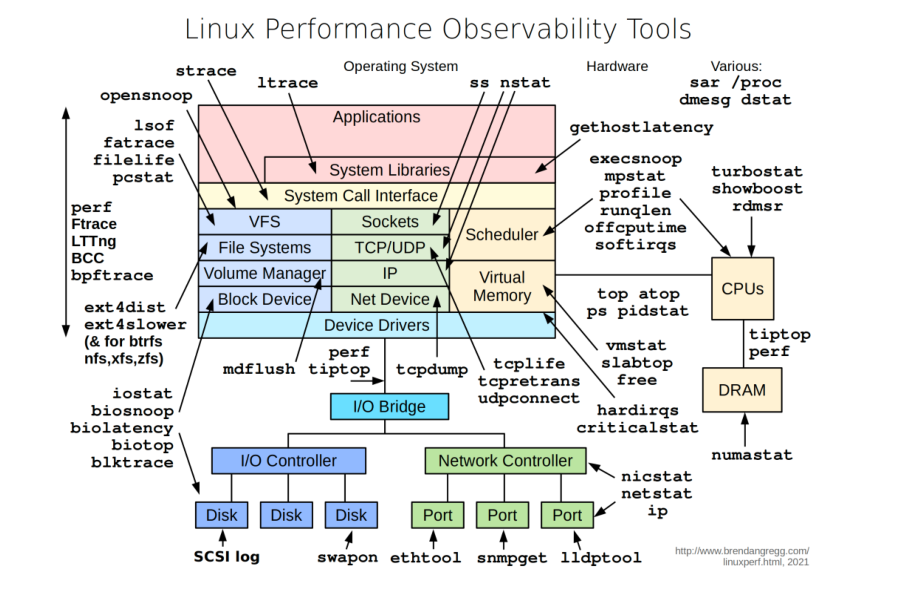 Linux Performance Observability Tools
Operating System
Hardware
Various:
sar /proc
dmesg dstat
strace
opensnoop
ltrace
ss nstat
gethostlatency
lsof
fatrace
filelife
pcstat
perf
Ftrace
LTTng
BCC
bpftrace
ext4dist
ext4slower
(& for btrfs
nfs,xfs,zfs)
iostat
biosnoop
biolatency
biotop
blktrace
Applications
System Libraries
System Call Interface
VFS
Sockets
Scheduler
File Systems
TCP/UDP
Volume Manager
IP
Virtual
Memory
Block Device
Net Device
Device Drivers
execsnoop
mpstat
profile
runqlen
offcputime
softirqs
turbostat
showboost
rdmsr
CPUs
top atop
ps pidstat
tiptop
perf
DRAM
numastat
vmstat
slabtop
free
hardirqs
criticalstat
mdflush
perf
tiptop
tcpdump
tcplife
tcpretrans
udpconnect
I/O Bridge
I/O Controller
Network Controller
nicstat
netstat
ip
Disk
Disk
Disk
Port
Port
Port
SCSI log
swapon
ethtool
snmpget
lldptool
http://www.brendangregg.com/
linuxperf.html, 2021